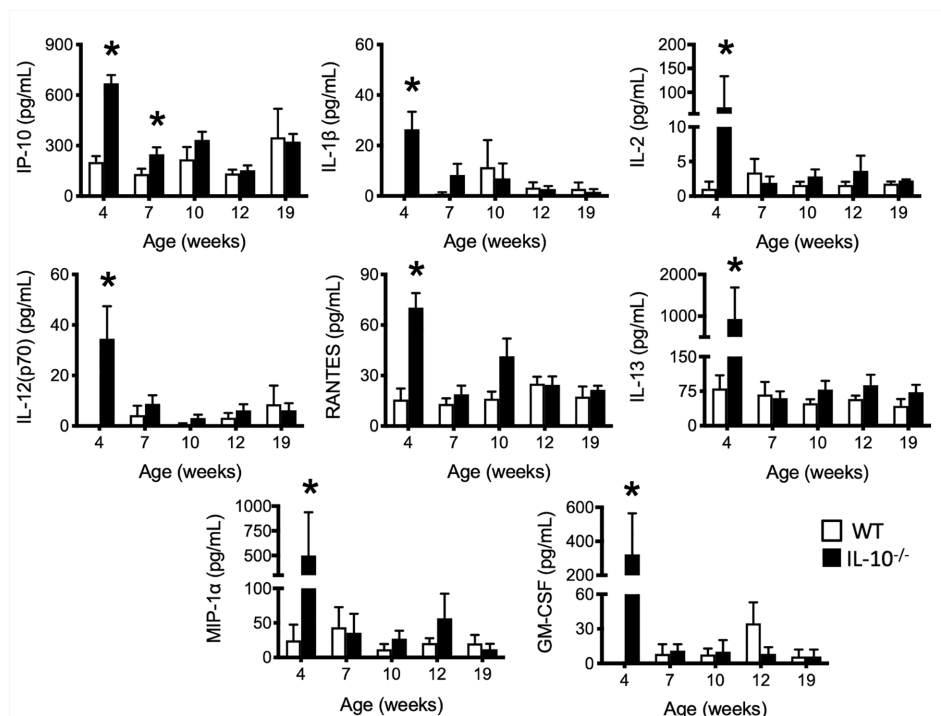 IP-10 (pg/mL)
900
600
300
0
*
*
4 7 10 12 19
Age (weeks)
IL-1β (pg/mL)
60
40
20
0
*
4 7 10 12 19
Age (weeks)
IL-2 (pg/mL)
200
150
100
10
5
0
*
4 7 10 12 19
Age (weeks)
IL-12(p70) (pg/mL)
60
40
20
0
*
4 7 10 12 19
Age (weeks)
RANTES (pg/mL)
90
60
30
0
*
4 7 10 12 19
Age (weeks)
IL-13 (pg/mL)
2000
1000
150
75
0
*
4 7 10 12 19
Age (weeks)
MIP-1α (pg/mL)
1000
750
500
100
50
0
*
4 7 10 12 19
Age (weeks)
GM-CSF (pg/mL)
600
400
200
60
30
0
*
4 7 10 12 19
Age (weeks)
WT
IL-10⁻/⁻